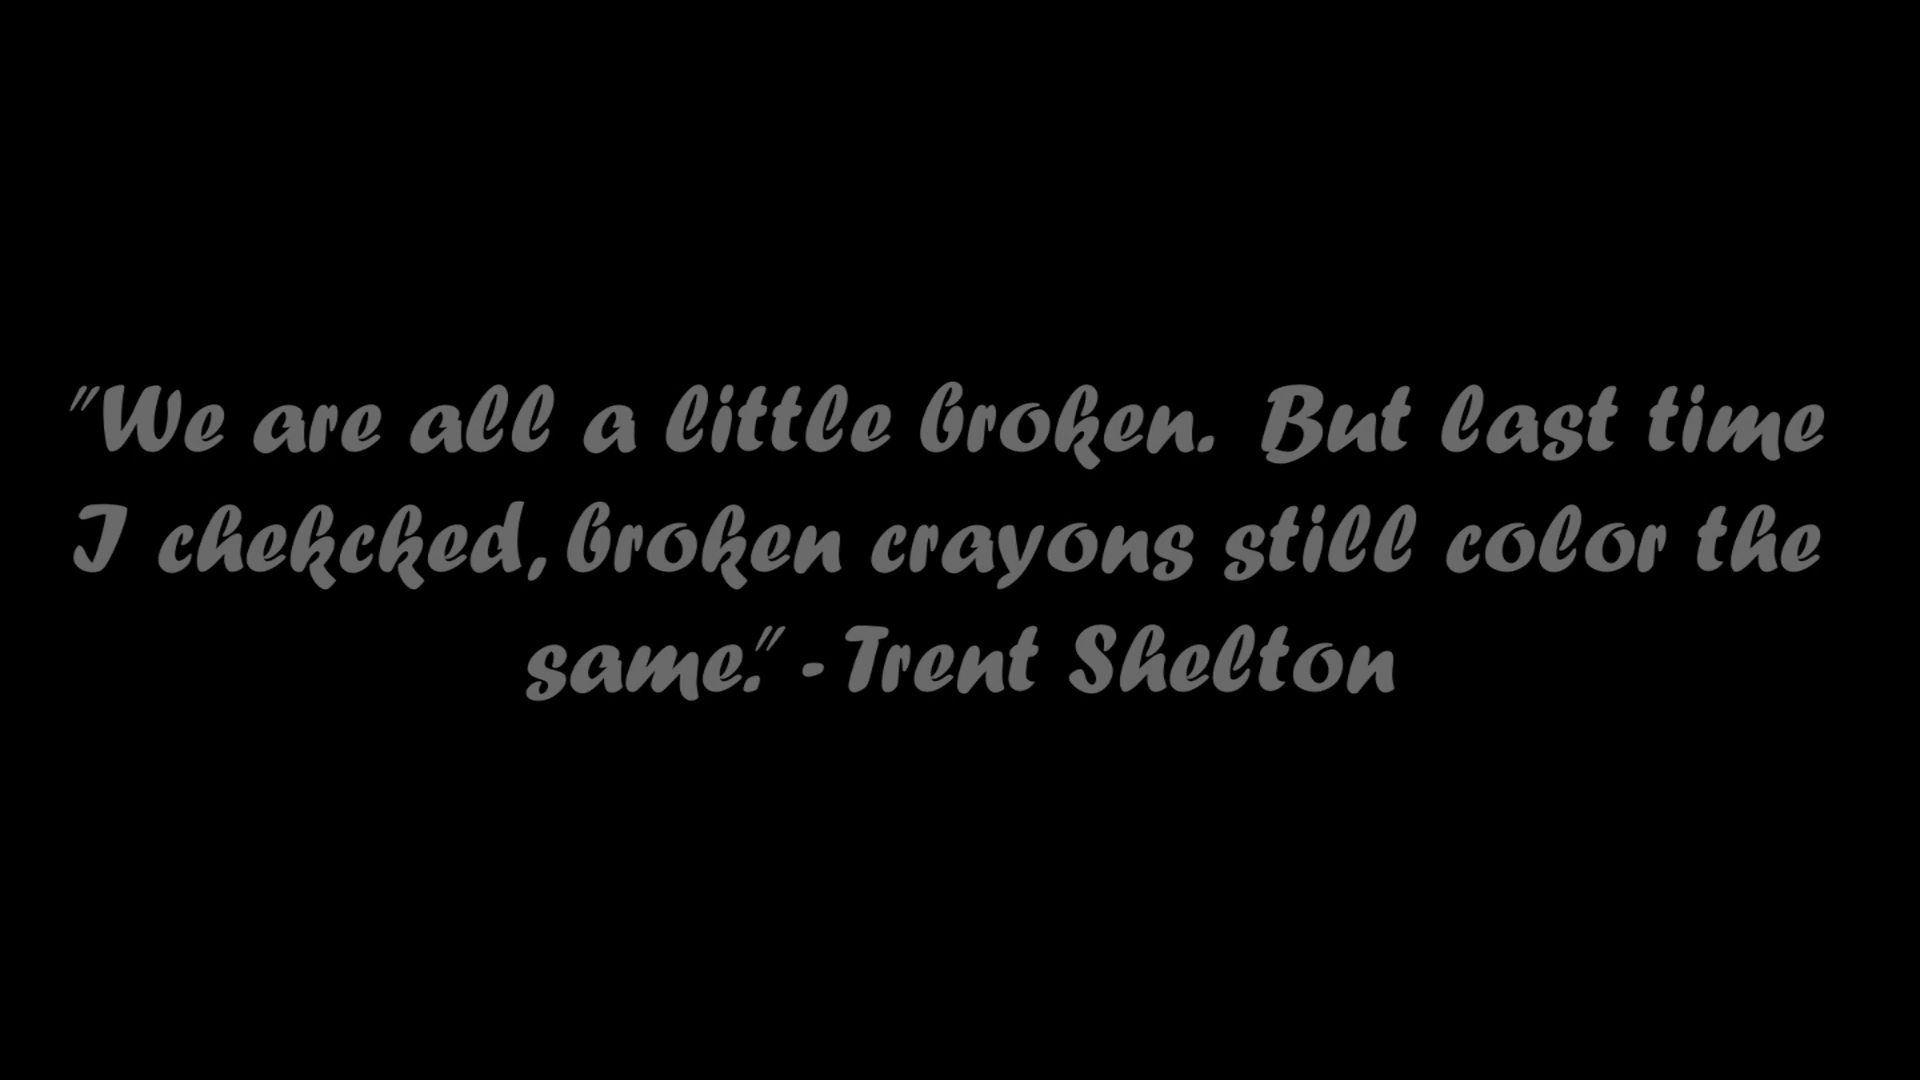 "We are all a little broken. But last time
I chekcked, broken crayons still color the
same." - Trent Shelton